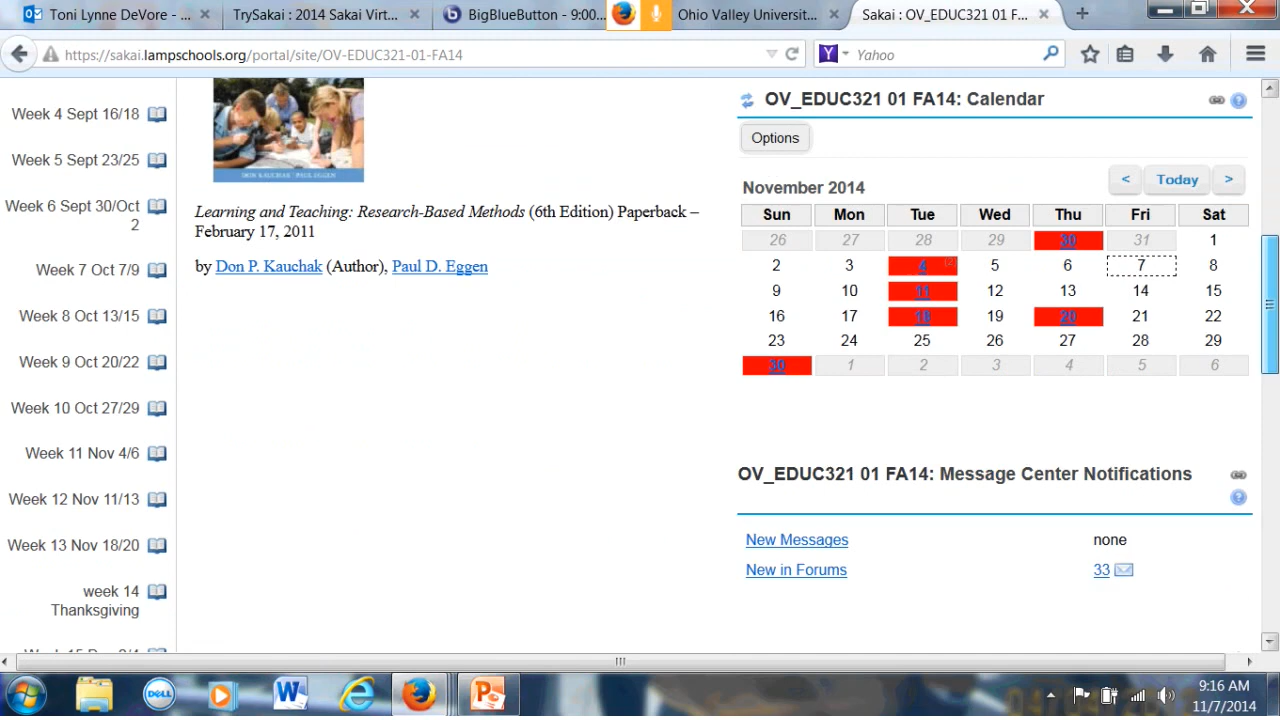 Toni Lynne DeVore - ...
TrySakai : 2014 Sakai Virt...
BigBlueButton - 9:00...
Ohio Valley Universit...
Sakai : OV_EDUC321 01 F...
https://sakai.lampschools.org/portal/site/OV-EDUC321-01-FA14
Yahoo
Week 4 Sept 16/18
Week 5 Sept 23/25
Week 6 Sept 30/Oct
2
Week 7 Oct 7/9
Week 8 Oct 13/15
Week 9 Oct 20/22
Week 10 Oct 27/29
Week 11 Nov 4/6
Week 12 Nov 11/13
Week 13 Nov 18/20
week 14
Thanksgiving
DON KAUCHAK PAUL EGGEN
Learning and Teaching: Research-Based Methods (6th Edition) Paperback –
February 17, 2011
by Don P. Kauchak (Author), Paul D. Eggen
OV_EDUC321 01 FA14: Calendar
Options
November 2014
< Today >
Sun Mon Tue Wed Thu Fri Sat
26 27 28 29 30 31 1
2 3 4 5 6 7 8
9 10 11 12 13 14 15
16 17 18 19 20 21 22
23 24 25 26 27 28 29
30 1 2 3 4 5 6
OV_EDUC321 01 FA14: Message Center Notifications
New Messages none
New in Forums 33
DELL
9:16 AM
11/7/2014